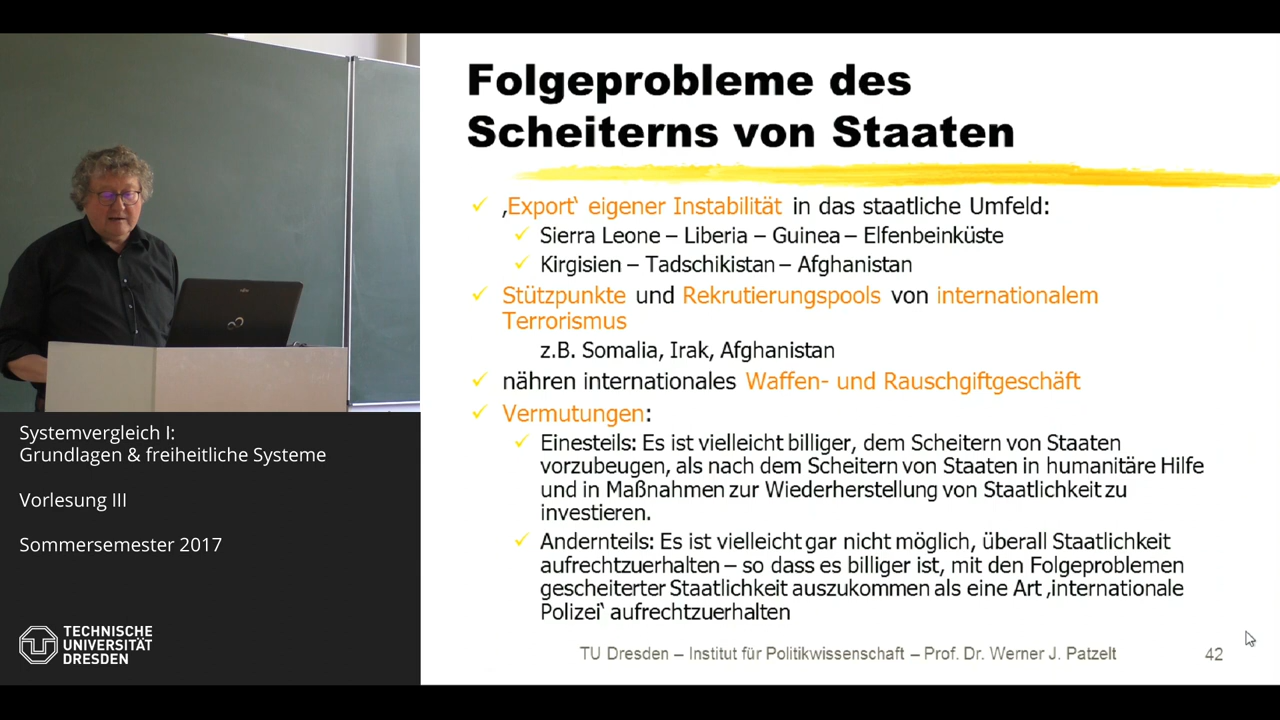 Folgeprobleme des
Scheiterns von Staaten
‚Export‘ eigener Instabilität in das staatliche Umfeld:
Sierra Leone – Liberia – Guinea – Elfenbeinküste
Kirgisien – Tadschikistan – Afghanistan
Stützpunkte und Rekrutierungspools von internationalem
Terrorismus
z.B. Somalia, Irak, Afghanistan
nähren internationales Waffen- und Rauschgiftgeschäft
Vermutungen:
Einesteils: Es ist vielleicht billiger, dem Scheitern von Staaten
vorzubeugen, als nach dem Scheitern von Staaten in humanitäre Hilfe
und in Maßnahmen zur Wiederherstellung von Staatlichkeit zu
investieren.
Andernteils: Es ist vielleicht gar nicht möglich, überall Staatlichkeit
aufrechtzuerhalten – so dass es billiger ist, mit den Folgeproblemen
gescheiterter Staatlichkeit auszukommen als eine Art ‚internationale
Polizei‘ aufrechtzuerhalten
TU Dresden – Institut für Politikwissenschaft – Prof. Dr. Werner J. Patzelt
42
Systemvergleich I:
Grundlagen & freiheitliche Systeme
Vorlesung III
Sommersemester 2017
TECHNISCHE
UNIVERSITÄT
DRESDEN